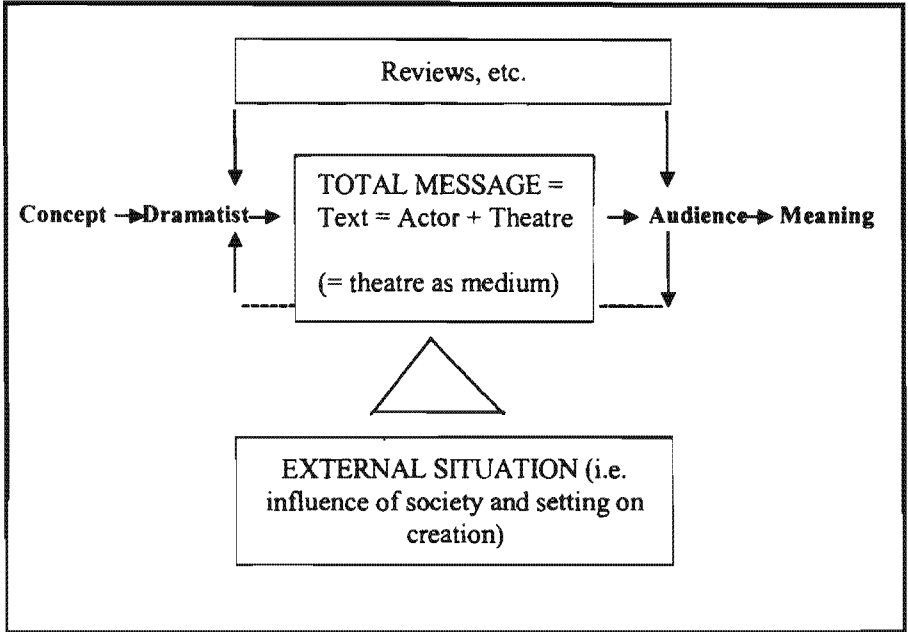 Reviews, etc.
TOTAL MESSAGE =
Text = Actor + Theatre
(= theatre as medium)
Concept
Dramatist
Audience
Meaning
EXTERNAL SITUATION (i.e.
influence of society and setting on
creation)